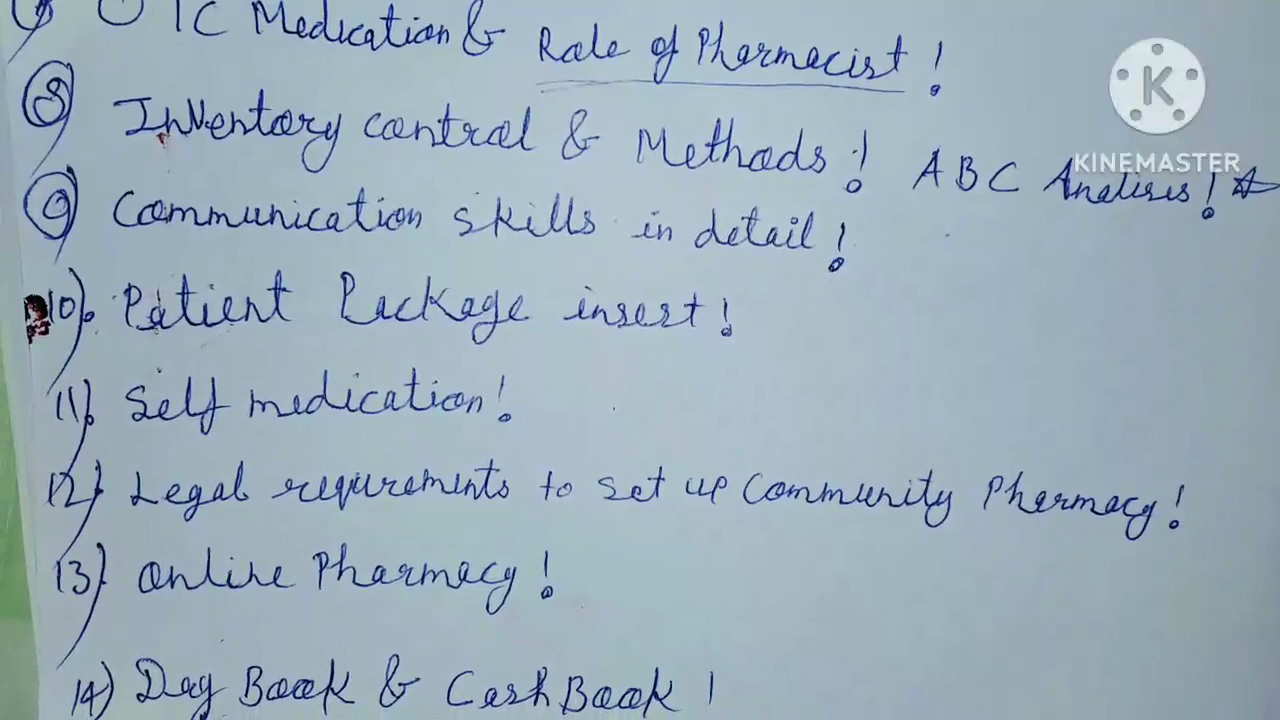 OTC Medication & Role of Pharmacist!
8) Inventory control & Methods! ABC Analises!
9) Communication skills in detail!
10). Patient Package insert!
11). Self medication!
12) Legal requirements to set up Community Pharmacy!
13) Online Pharmacy!
14) Day Book & Cash Book!
K
KINEMASTER